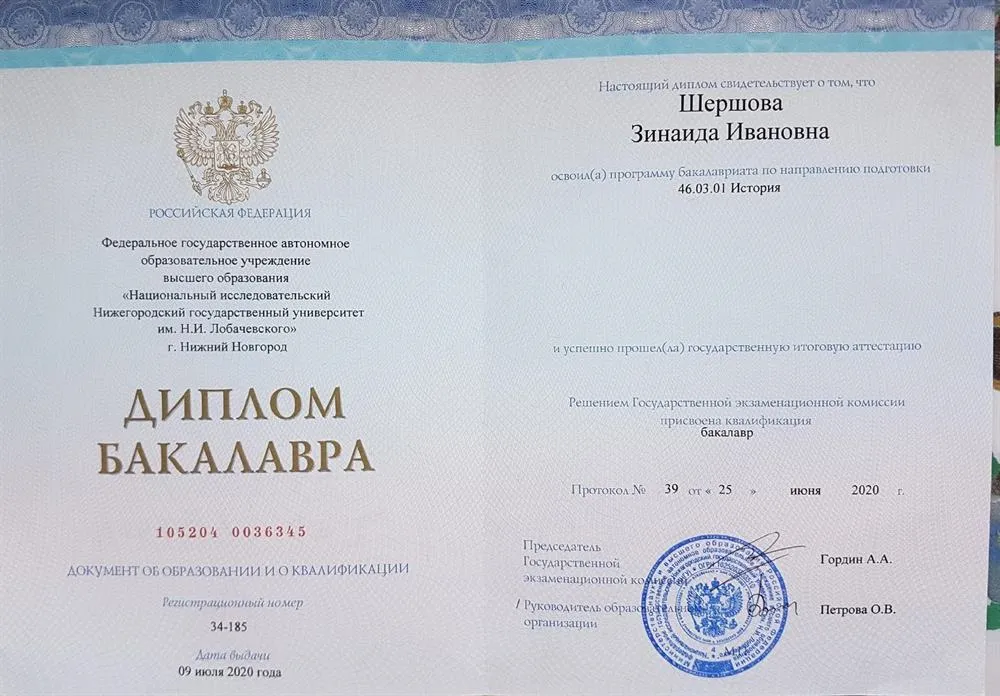 РОССИЙСКАЯ ФЕДЕРАЦИЯ
Федеральное государственное автономное
образовательное учреждение
высшего образования
«Национальный исследовательский
Нижегородский государственный университет
им. Н.И. Лобачевского»
г. Нижний Новгород
ДИПЛОМ
БАКАЛАВРА
105204 0036345
ДОКУМЕНТ ОБ ОБРАЗОВАНИИ И О КВАЛИФИКАЦИИ
Регистрационный номер
34-185
Дата выдачи
09 июля 2020 года
Настоящий диплом свидетельствует о том, что
Шершова
Зинаида Ивановна
освоил(а) программу бакалавриата по направлению подготовки
46.03.01 История
и успешно прошел(ла) государственную итоговую аттестацию
Решением Государственной экзаменационной комиссии
присвоена квалификация
бакалавр
Протокол № 39 от « 25 » июня 2020 г.
Председатель
Государственной
экзаменационной комиссии
Гордин А.А.
/ Руководитель образовательной
организации
Петрова О.В.